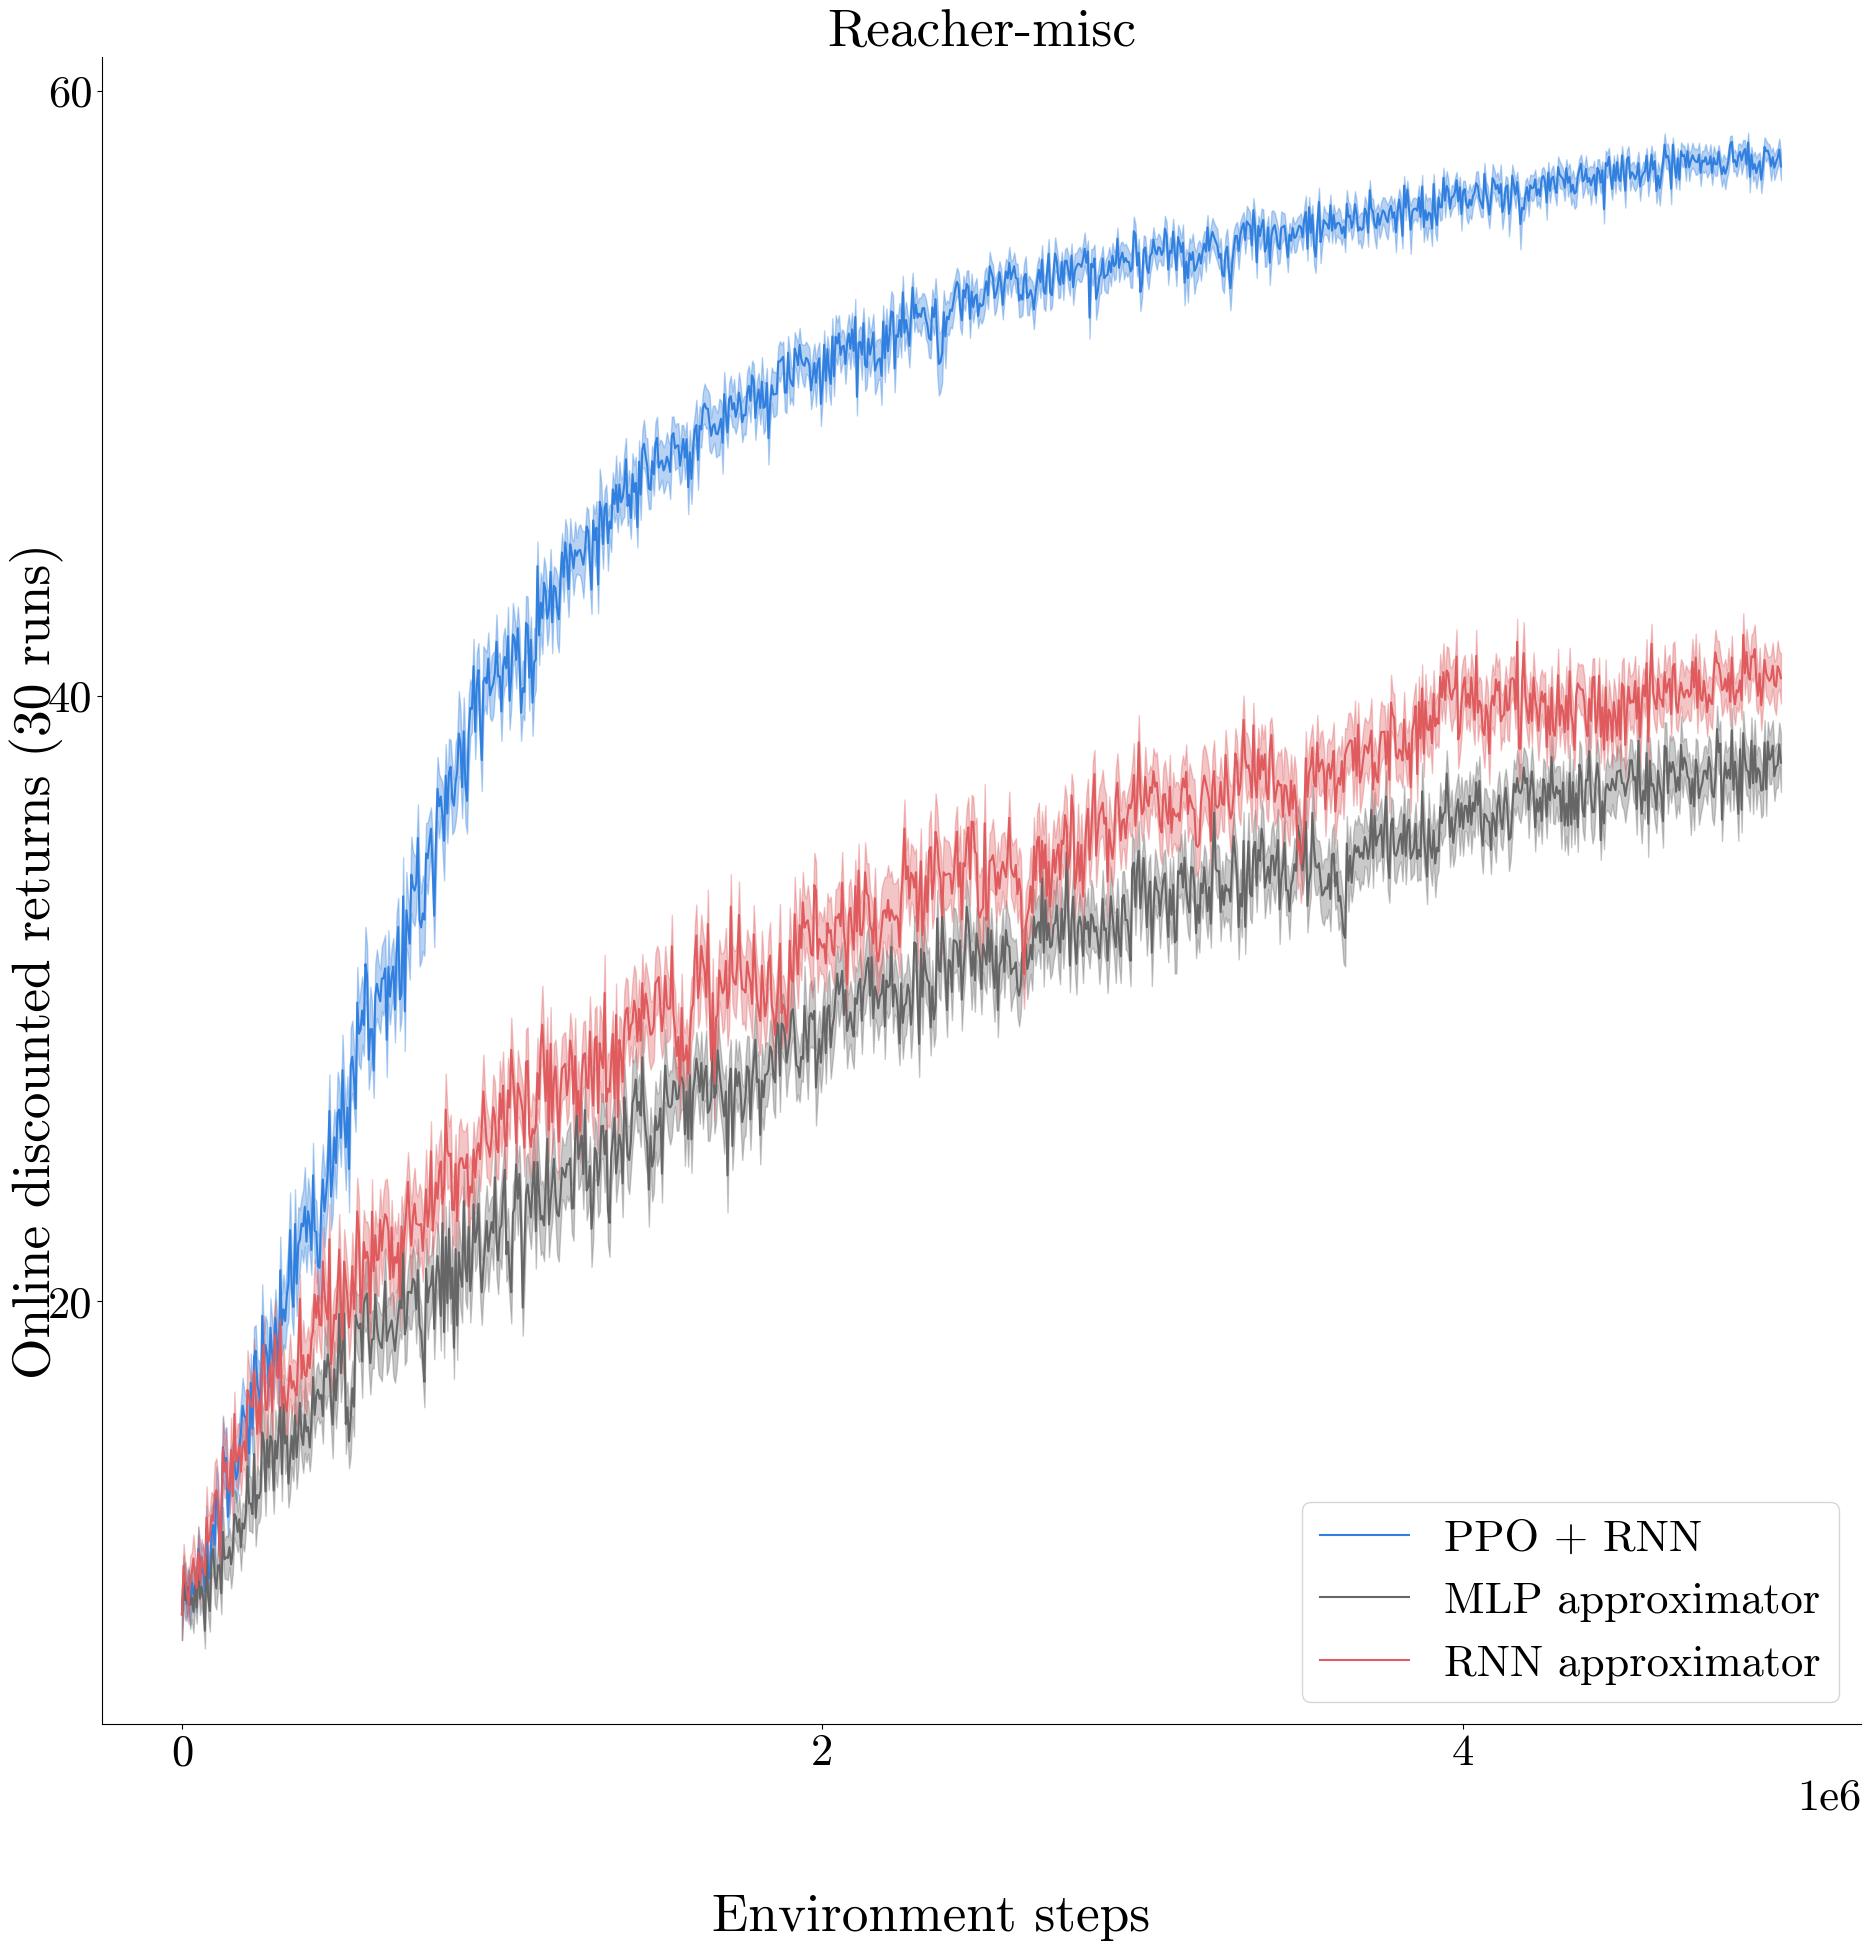 Reacher-misc
60
40
20
Online discounted returns (30 runs)
PPO + RNN
MLP approximator
RNN approximator
0 2 4
1e6
Environment steps